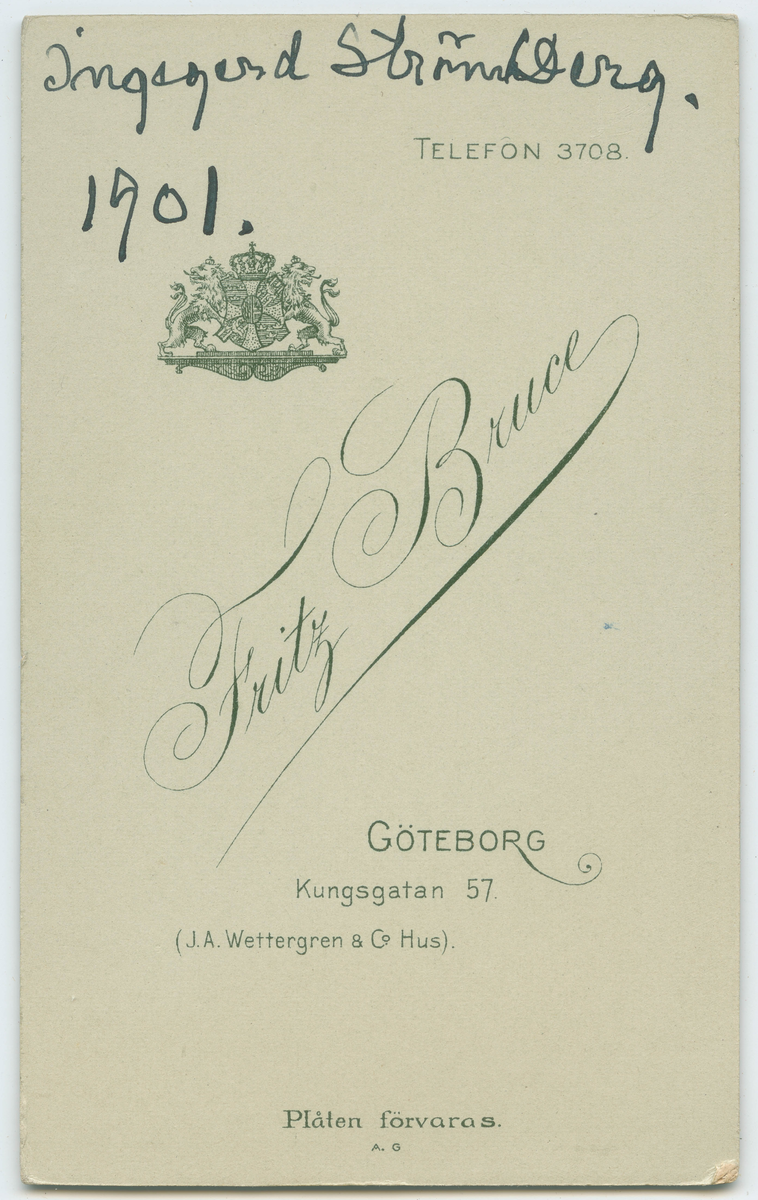 Ingegerd Strömberg.
TELEFON 3708.
1901.
Fritz Bruce
GÖTEBORG
Kungsgatan 57.
(J.A. Wettergren & Co Hus).
Plåten förvaras.
A. G